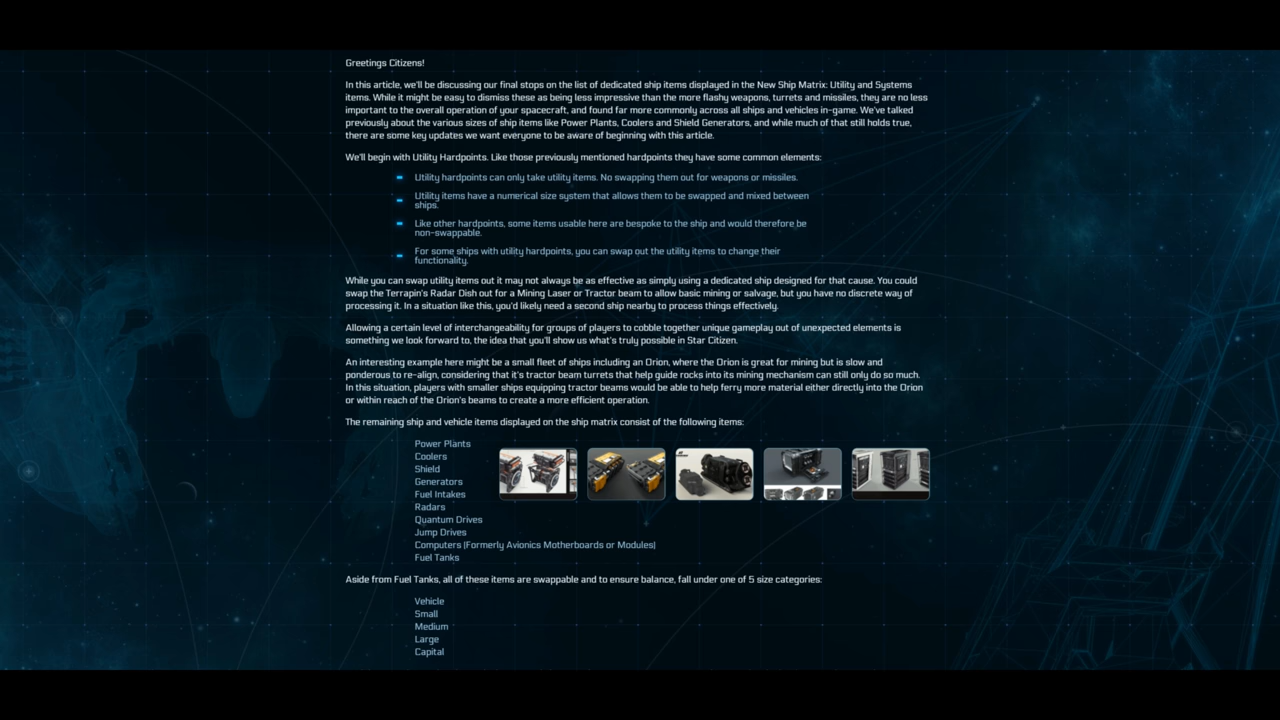 Greetings Citizens!
In this article, we'll be discussing our final stops on the list of dedicated ship items displayed in the New Ship Matrix: Utility and Systems
items. While it might be easy to dismiss these as being less impressive than the more flashy weapons, turrets and missiles, they are no less
important to the overall operation of your spacecraft, and found far more commonly across all ships and vehicles in-game. We've talked
previously about the various sizes of ship items like Power Plants, Coolers and Shield Generators, and while much of that still holds true,
there are some key updates we want everyone to be aware of beginning with this article.
We'll begin with Utility Hardpoints. Like those previously mentioned hardpoints they have some common elements:
Utility hardpoints can only take utility items. No swapping them out for weapons or missiles.
Utility items have a numerical size system that allows them to be swapped and mixed between
ships.
Like other hardpoints, some items usable here are bespoke to the ship and would therefore be
non-swappable.
For some ships with utility hardpoints, you can swap out the utility items to change their
functionality.
While you can swap utility items out it may not always be as effective as simply using a dedicated ship designed for that cause. You could
swap the Terrapin's Radar Dish out for a Mining Laser or Tractor beam to allow basic mining or salvage, but you have no discrete way of
processing it. In a situation like this, you'd likely need a second ship nearby to process things effectively.
Allowing a certain level of interchangeability for groups of players to cobble together unique gameplay out of unexpected elements is
something we look forward to, the idea that you'll show us what's truly possible in Star Citizen.
An interesting example here might be a small fleet of ships including an Orion, where the Orion is great for mining but is slow and
ponderous to re-align, considering that it's tractor beam turrets that help guide rocks into its mining mechanism can still only do so much.
In this situation, players with smaller ships equipping tractor beams would be able to help ferry more material either directly into the Orion
or within reach of the Orion's beams to create a more efficient operation.
The remaining ship and vehicle items displayed on the ship matrix consist of the following items:
Power Plants
Coolers
Shield
Generators
Fuel Intakes
Radars
Quantum Drives
Jump Drives
Computers |Formerly Avionics Motherboards or Modules|
Fuel Tanks
Aside from Fuel Tanks, all of these items are swappable and to ensure balance, fall under one of 5 size categories:
Vehicle
Small
Medium
Large
Capital